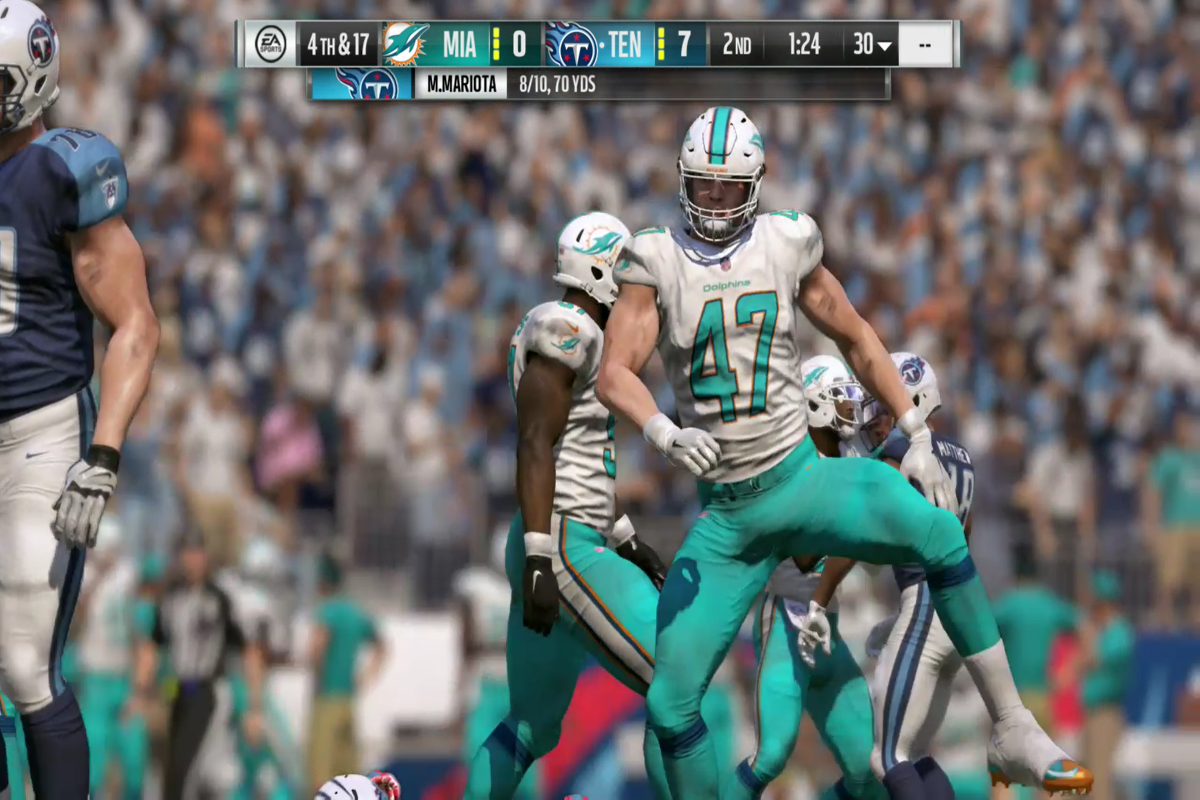 EA SPORTS 4TH&17 MIA 0 TEN 7 2ND 1:24 30 --
M.MARIOTA 8/10, 70 YDS
47
Dolphins
47